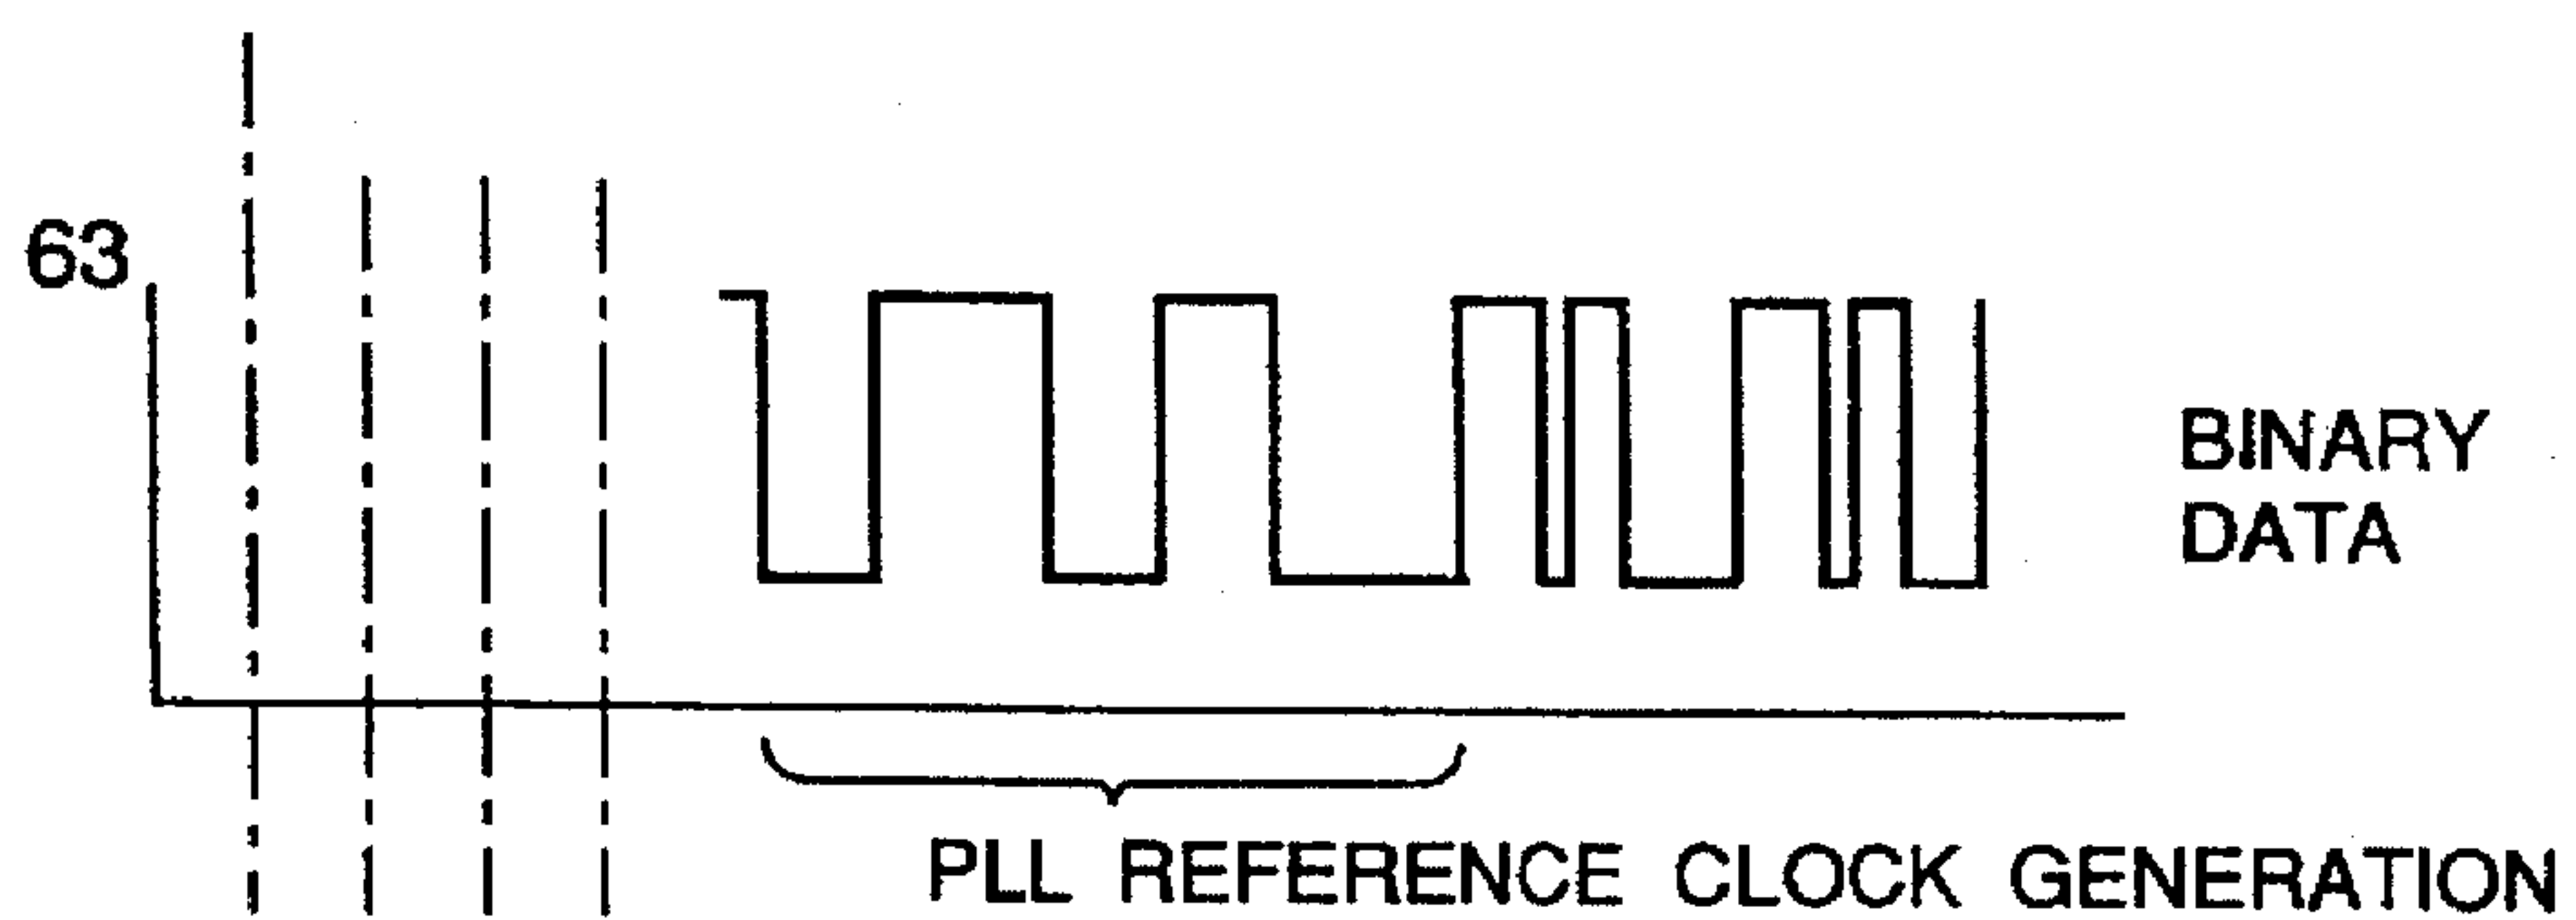 63
BINARY
DATA
PLL REFERENCE CLOCK GENERATION